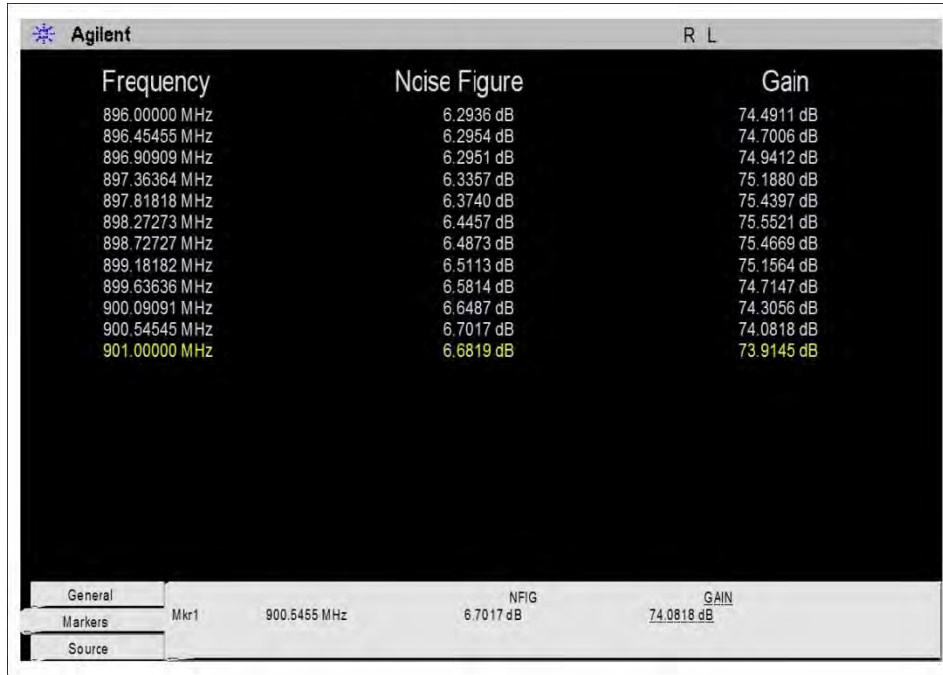 Agilent R L
Frequency Noise Figure Gain
896.00000 MHz 6.2936 dB 74.4911 dB
896.45455 MHz 6.2954 dB 74.7006 dB
896.90909 MHz 6.2951 dB 74.9412 dB
897.36364 MHz 6.3357 dB 75.1880 dB
897.81818 MHz 6.3740 dB 75.4397 dB
898.27273 MHz 6.4457 dB 75.5521 dB
898.72727 MHz 6.4873 dB 75.4669 dB
899.18182 MHz 6.5113 dB 75.1564 dB
899.63636 MHz 6.5814 dB 74.7147 dB
900.09091 MHz 6.6487 dB 74.3056 dB
900.54545 MHz 6.7017 dB 74.0818 dB
901.00000 MHz 6.6819 dB 73.9145 dB
General NFIG GAIN
Markers Mkr1 900.5455 MHz 6.7017 dB 74.0818 dB
Source